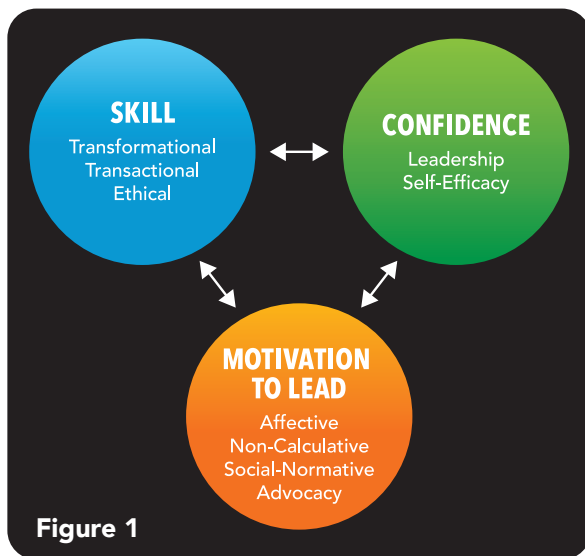 SKILL
Transformational
Transactional
Ethical
CONFIDENCE
Leadership
Self-Efficacy
MOTIVATION
TO LEAD
Affective
Non-Calculative
Social-Normative
Advocacy
Figure 1